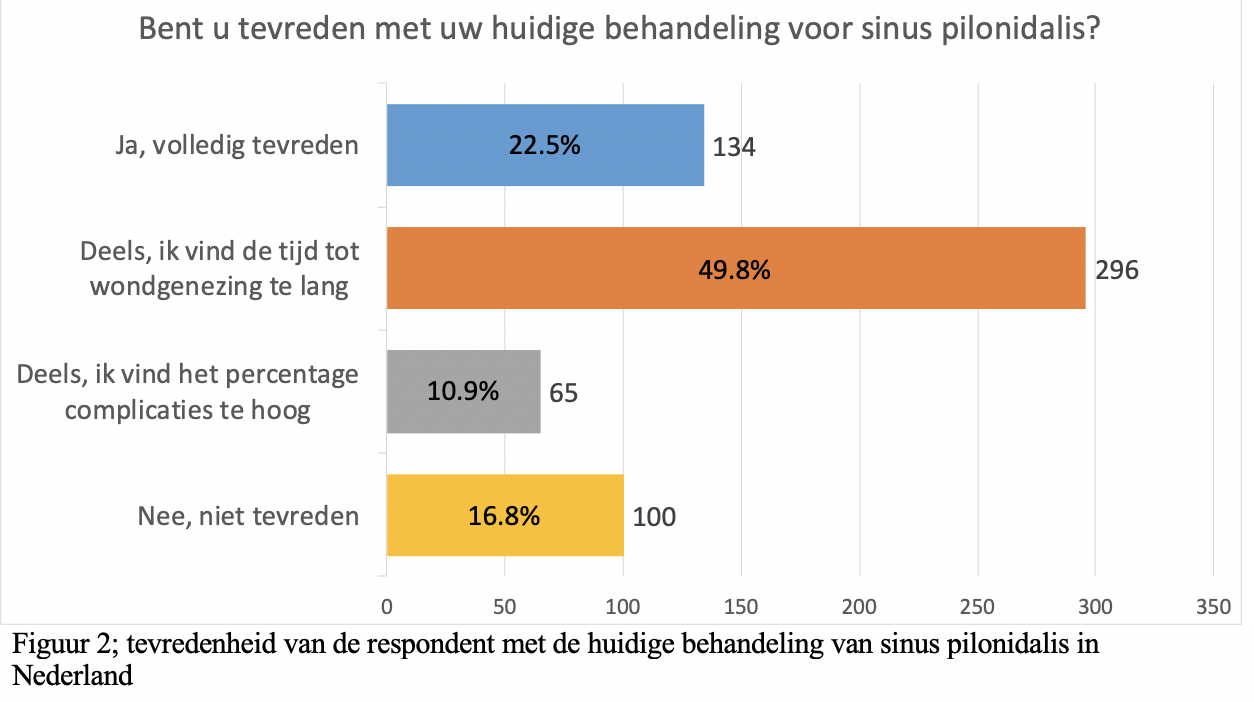 Bent u tevreden met uw huidige behandeling voor sinus pilonidalis?
Ja, volledig tevreden
22.5%
134
Deels, ik vind de tijd tot
wondgenezing te lang
49.8%
296
Deels, ik vind het percentage
complicaties te hoog
10.9%
65
Nee, niet tevreden
16.8%
100
0 50 100 150 200 250 300 350
Figuur 2; tevredenheid van de respondent met de huidige behandeling van sinus pilonidalis in
Nederland